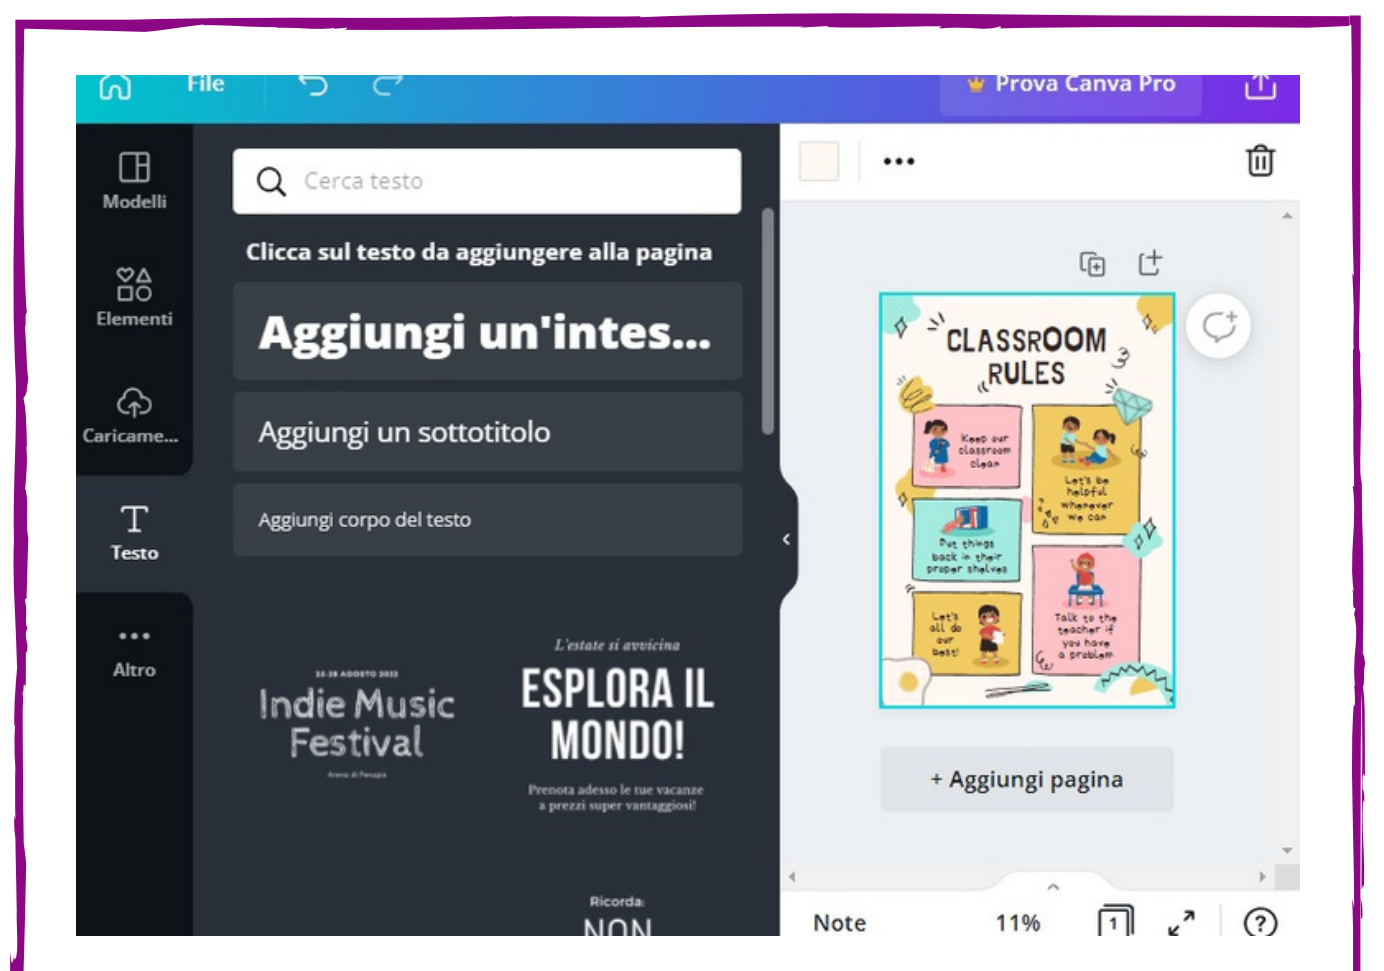 File
Prova Canva Pro
Modelli
Elementi
Caricame...
Testo
Altro
Cerca testo
Clicca sul testo da aggiungere alla pagina
Aggiungi un'intes...
Aggiungi un sottotitolo
Aggiungi corpo del testo
Indie Music
Festival
Arena di Perugia
L'estate si avvicina
ESPLORA IL
MONDO!
Prenota adesso le tue vacanze
a prezzi super vantaggiosi!
Ricorda:
NON
CLASSROOM
RULES
Keep our
classroom
clean
Let's be
helpful
whenever
we can
Put things
back in their
proper shelves
Let's
all do
our
best!
Talk to the
teacher if
you have
a problem
+ Aggiungi pagina
Note
11%
1